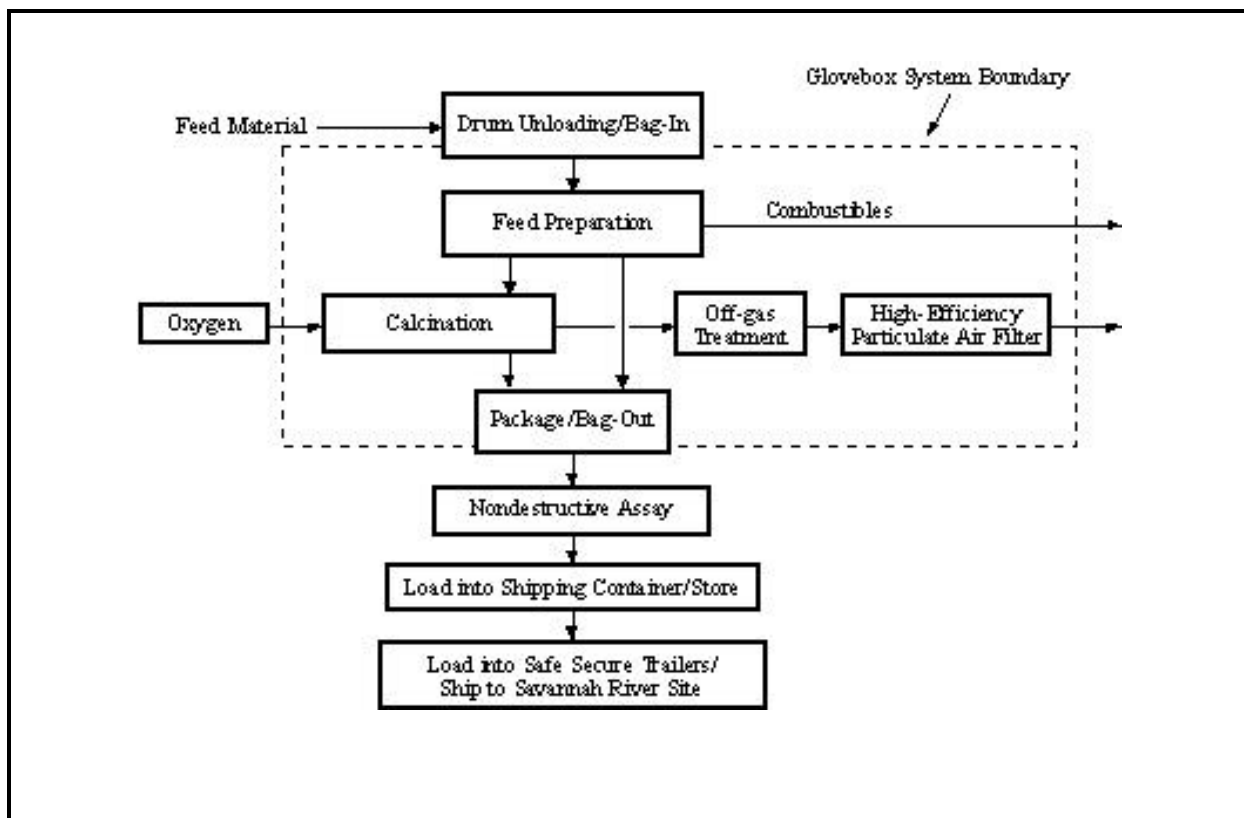 Glovebox System Boundary
Feed Material
Drum Unloading/Bag-In
Feed Preparation
Combustibles
Oxygen
Calcination
Off-gas
Treatment
High-Efficiency
Particulate Air Filter
Package/Bag-Out
Nondestructive Assay
Load into Shipping Container/Store
Load into Safe Secure Trailers/
Ship to Savannah River Site